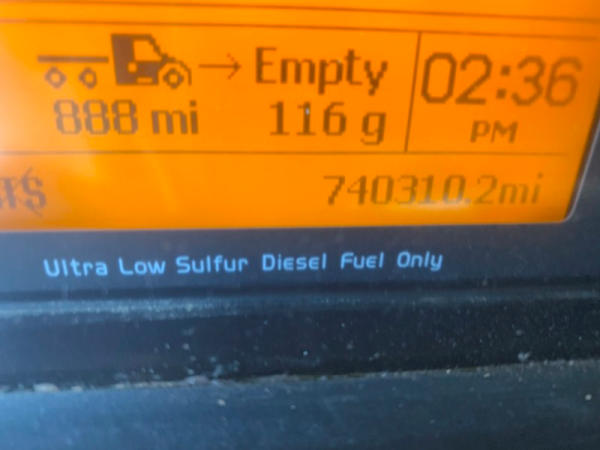 → Empty 02:36
888 mi 116 g PM
740310.2mi
Ultra Low Sulfur Diesel Fuel Only